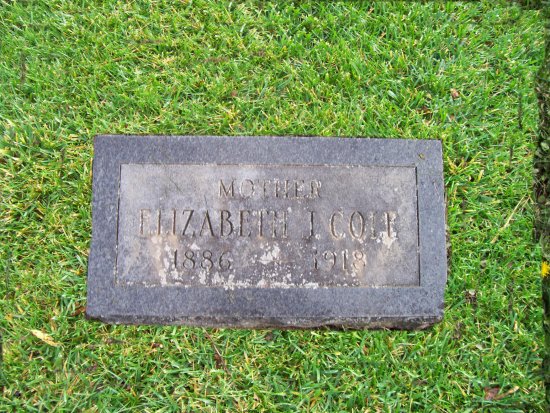 MOTHER
ELIZABETH J. COLE
1886 1918